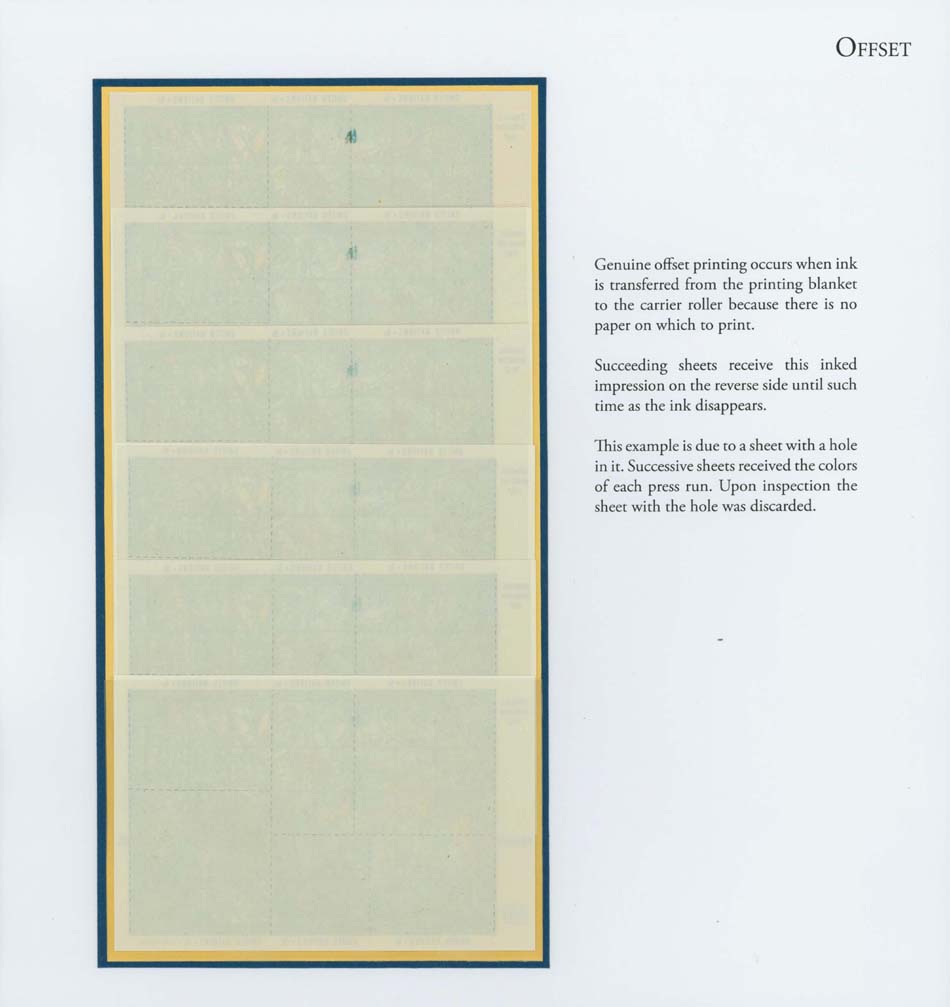 OFFSET
Genuine offset printing occurs when ink
is transferred from the printing blanket
to the carrier roller because there is no
paper on which to print.
Succeeding sheets receive this inked
impression on the reverse side until such
time as the ink disappears.
This example is due to a sheet with a hole
in it. Successive sheets received the colors
of each press run. Upon inspection the
sheet with the hole was discarded.